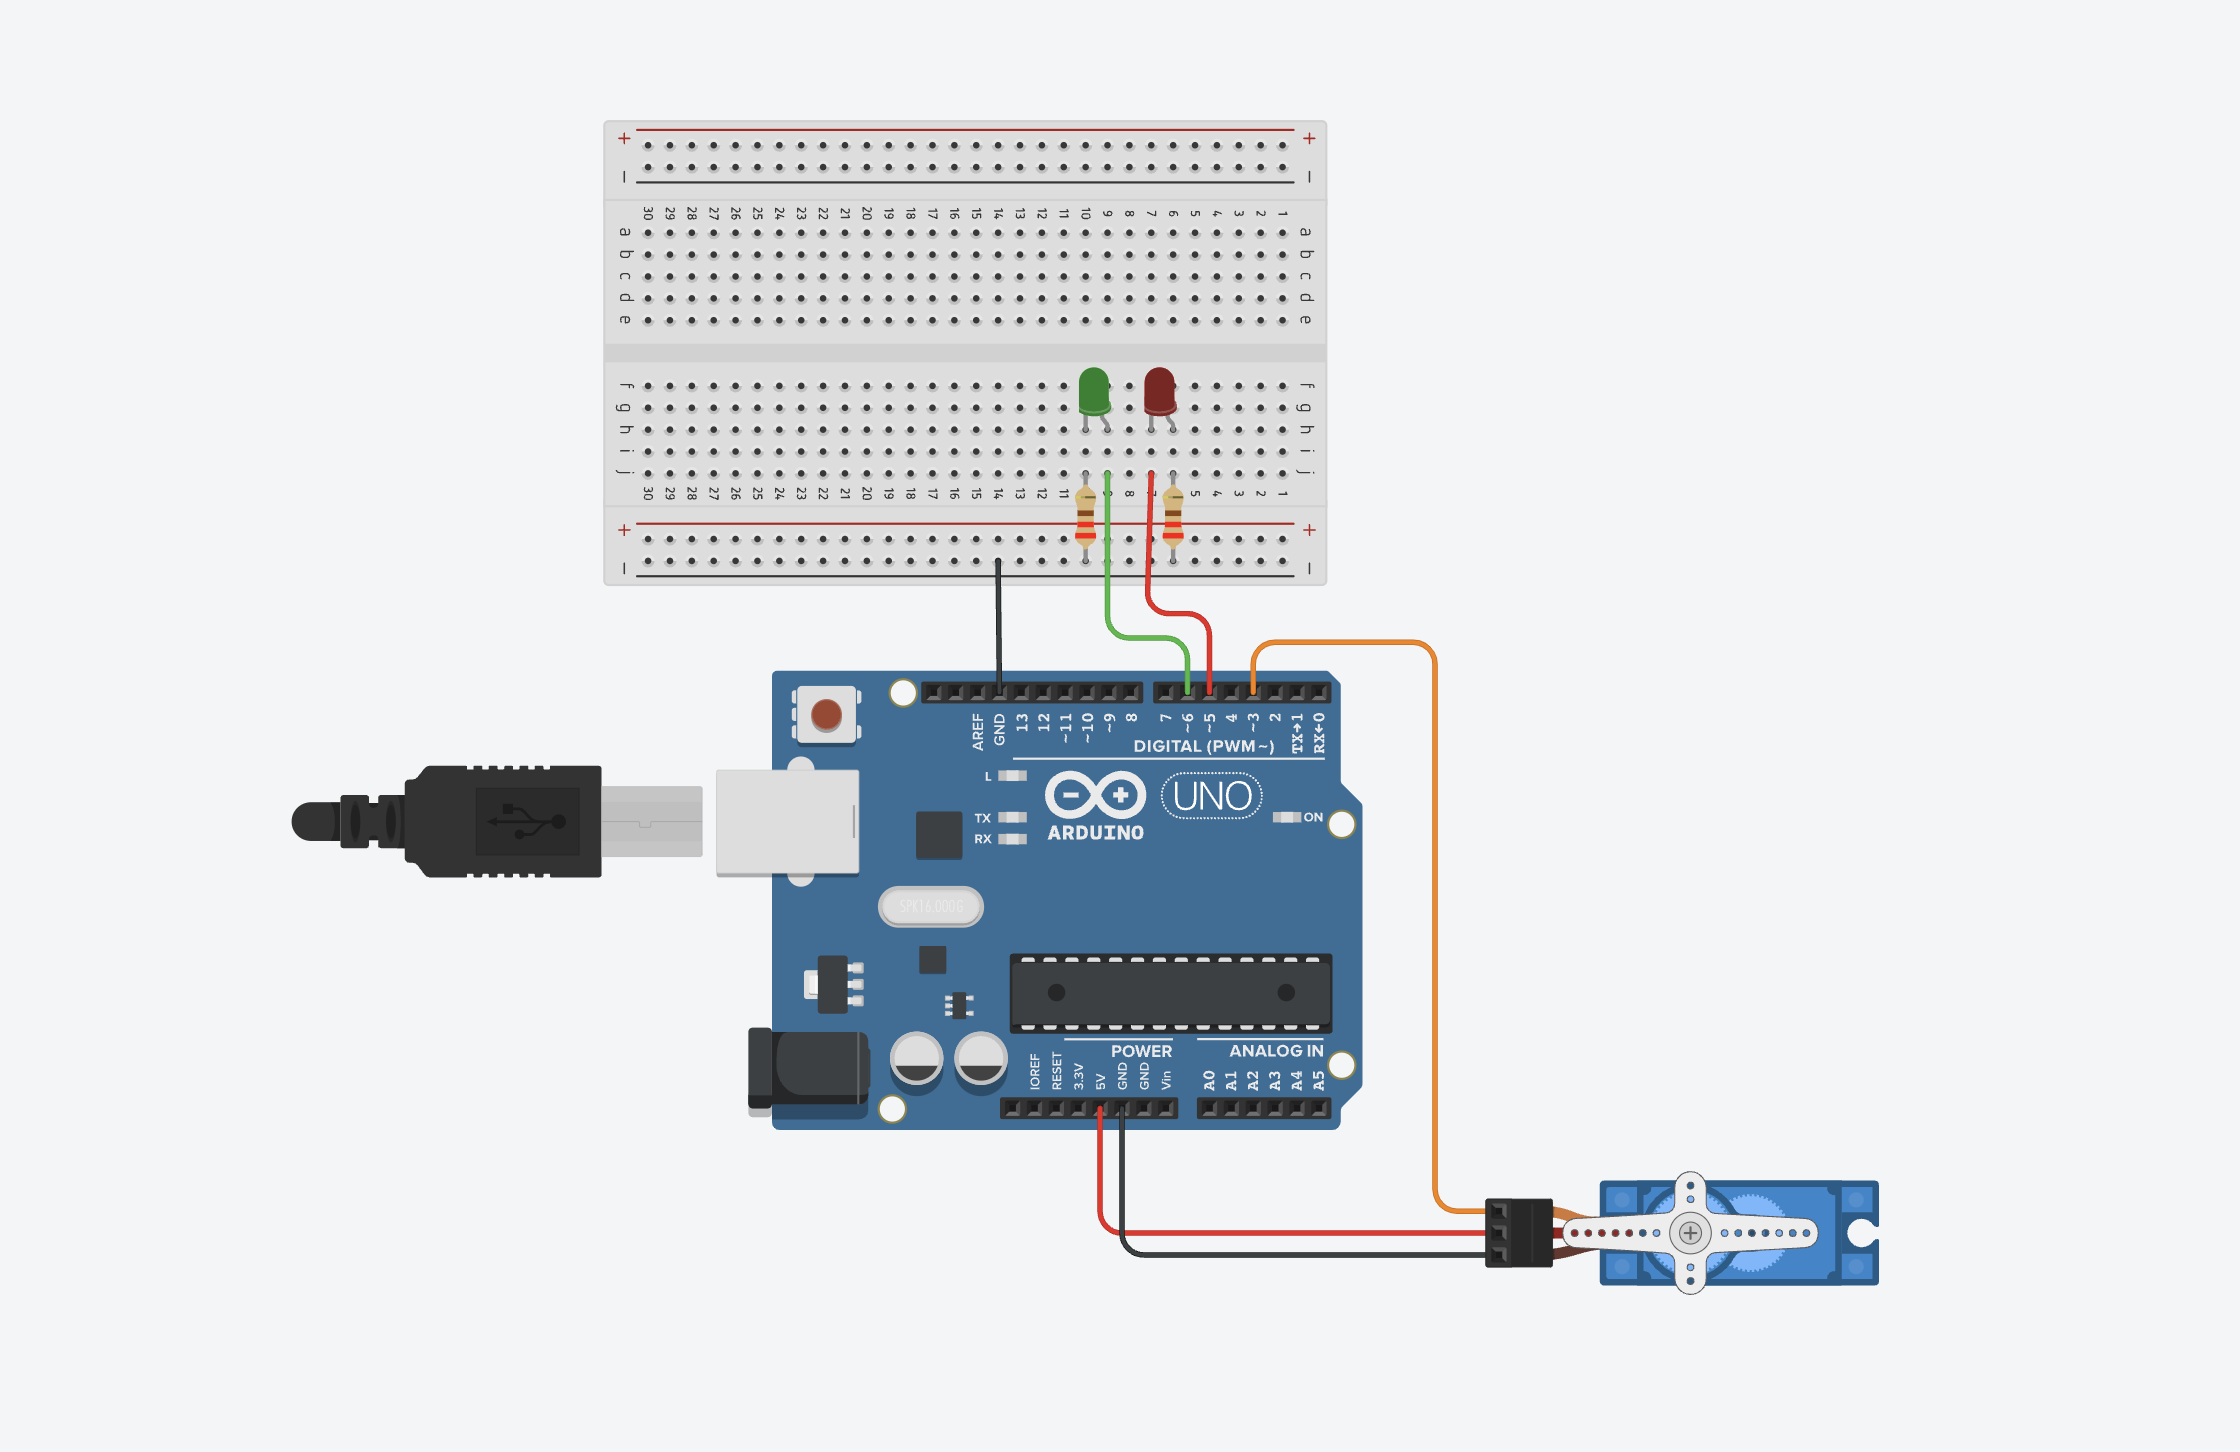 + +
– –
30 29 28 27 26 25 24 23 22 21 20 19 18 17 16 15 14 13 12 11 10 9 8 7 6 5 4 3 2 1
a a
b b
c c
d d
e e
f f
g g
h h
i i
j j
30 29 28 27 26 25 24 23 22 21 20 19 18 17 16 15 14 13 12 11 8 5 4 3 2 1
+ +
– –
AREF GND 13 12 ~11 ~10 ~9 8 7 ~6 ~5 4 ~3 2 TX→1 RX←0
DIGITAL (PWM ~)
L
UNO
TX
ON
RX
ARDUINO
SPK16.000G
POWER
ANALOG IN
IOREF RESET 3.3V 5V GND GND Vin A0 A1 A2 A3 A4 A5